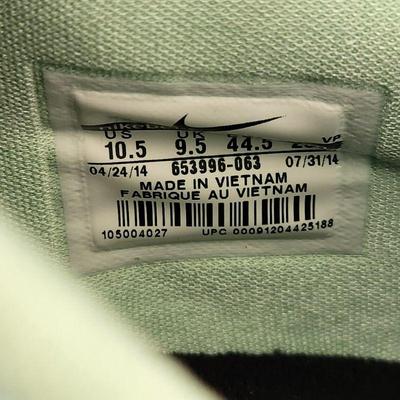 US UK VP
10.5 9.5 44.5
04/24/14 653996-063 07/31/14
MADE IN VIETNAM
FABRIQUE AU VIETNAM
105004027 UPC 00091204425188